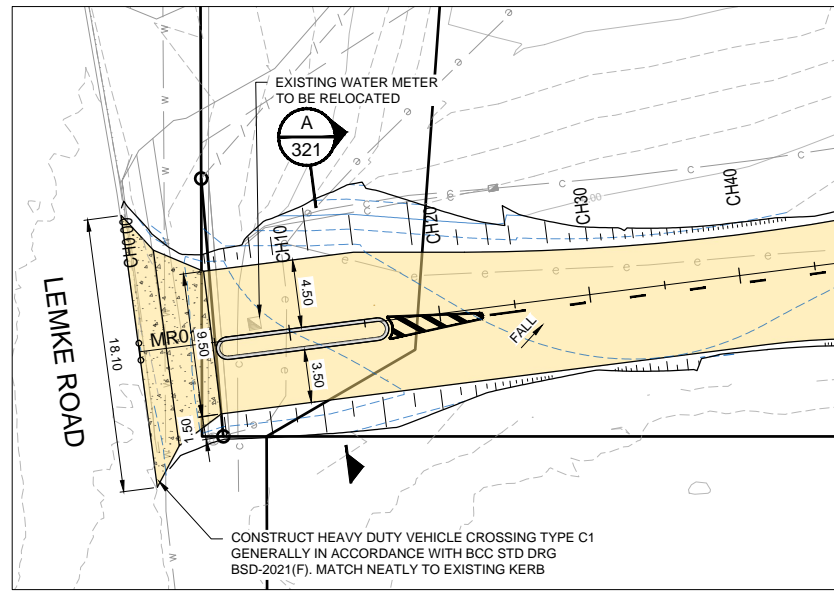 EXISTING WATER METER
TO BE RELOCATED
A
321
CH0.00
CH10
CH20
CH30
CH40
LEMKE ROAD
18.10
MR01
9.50
4.50
3.50
1.50
FALL
CONSTRUCT HEAVY DUTY VEHICLE CROSSING TYPE C1
GENERALLY IN ACCORDANCE WITH BCC STD DRG
BSD-2021(F). MATCH NEATLY TO EXISTING KERB